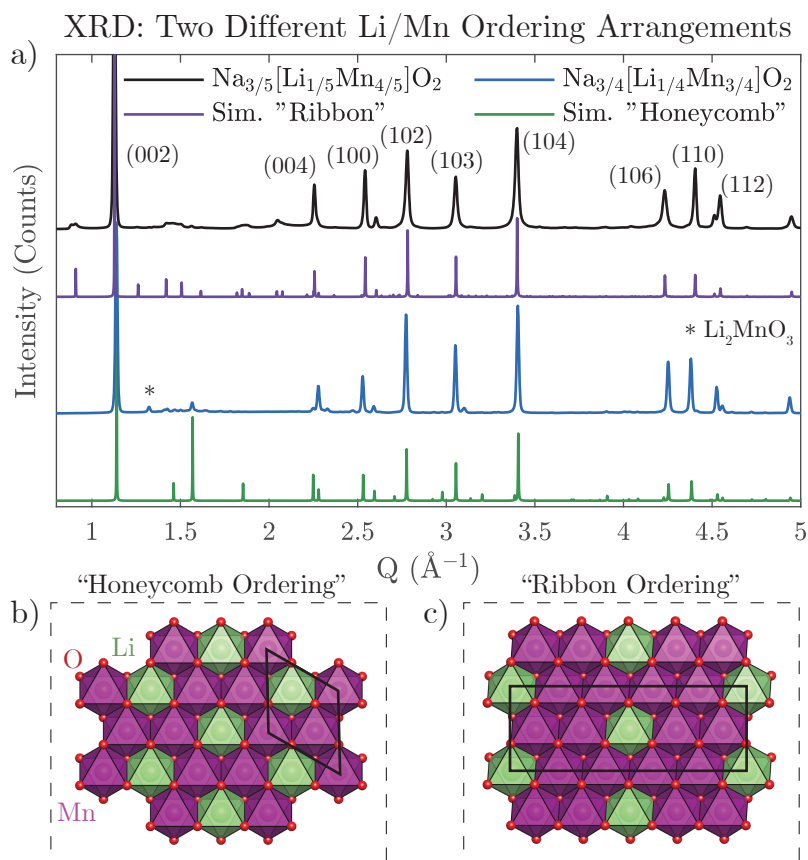 XRD: Two Different Li/Mn Ordering Arrangements
a)
Na3/5[Li1/5Mn4/5]O2
Na3/4[Li1/4Mn3/4]O2
Sim. "Ribbon"
Sim. "Honeycomb"
(002)
(004)
(100)
(102)
(103)
(104)
(106)
(110)
(112)
* Li2MnO3
*
Intensity (Counts)
1 1.5 2 2.5 3 3.5 4 4.5 5
Q (Å−1)
b)
“Honeycomb Ordering”
c)
“Ribbon Ordering”
Li
O
Mn